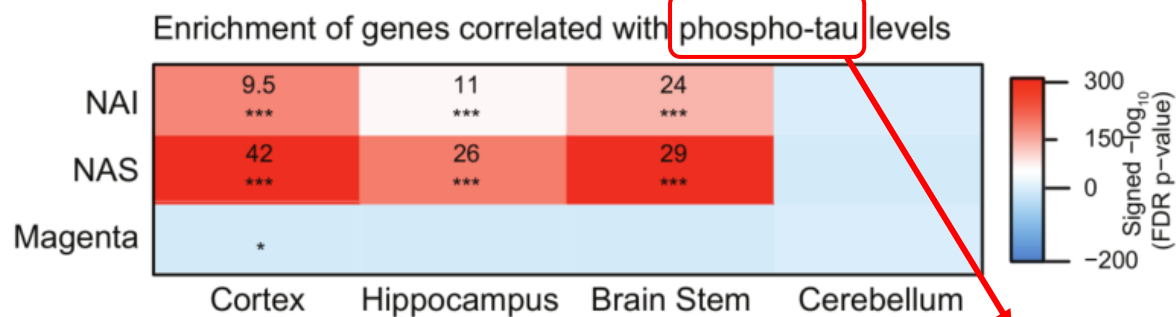 Enrichment of genes correlated with phospho-tau levels
NAI 9.5 11 24
*** *** ***
NAS 42 26 29
*** *** ***
Magenta *
Cortex Hippocampus Brain Stem Cerebellum
300
150
0
−200
Signed −log10
(FDR p−value)